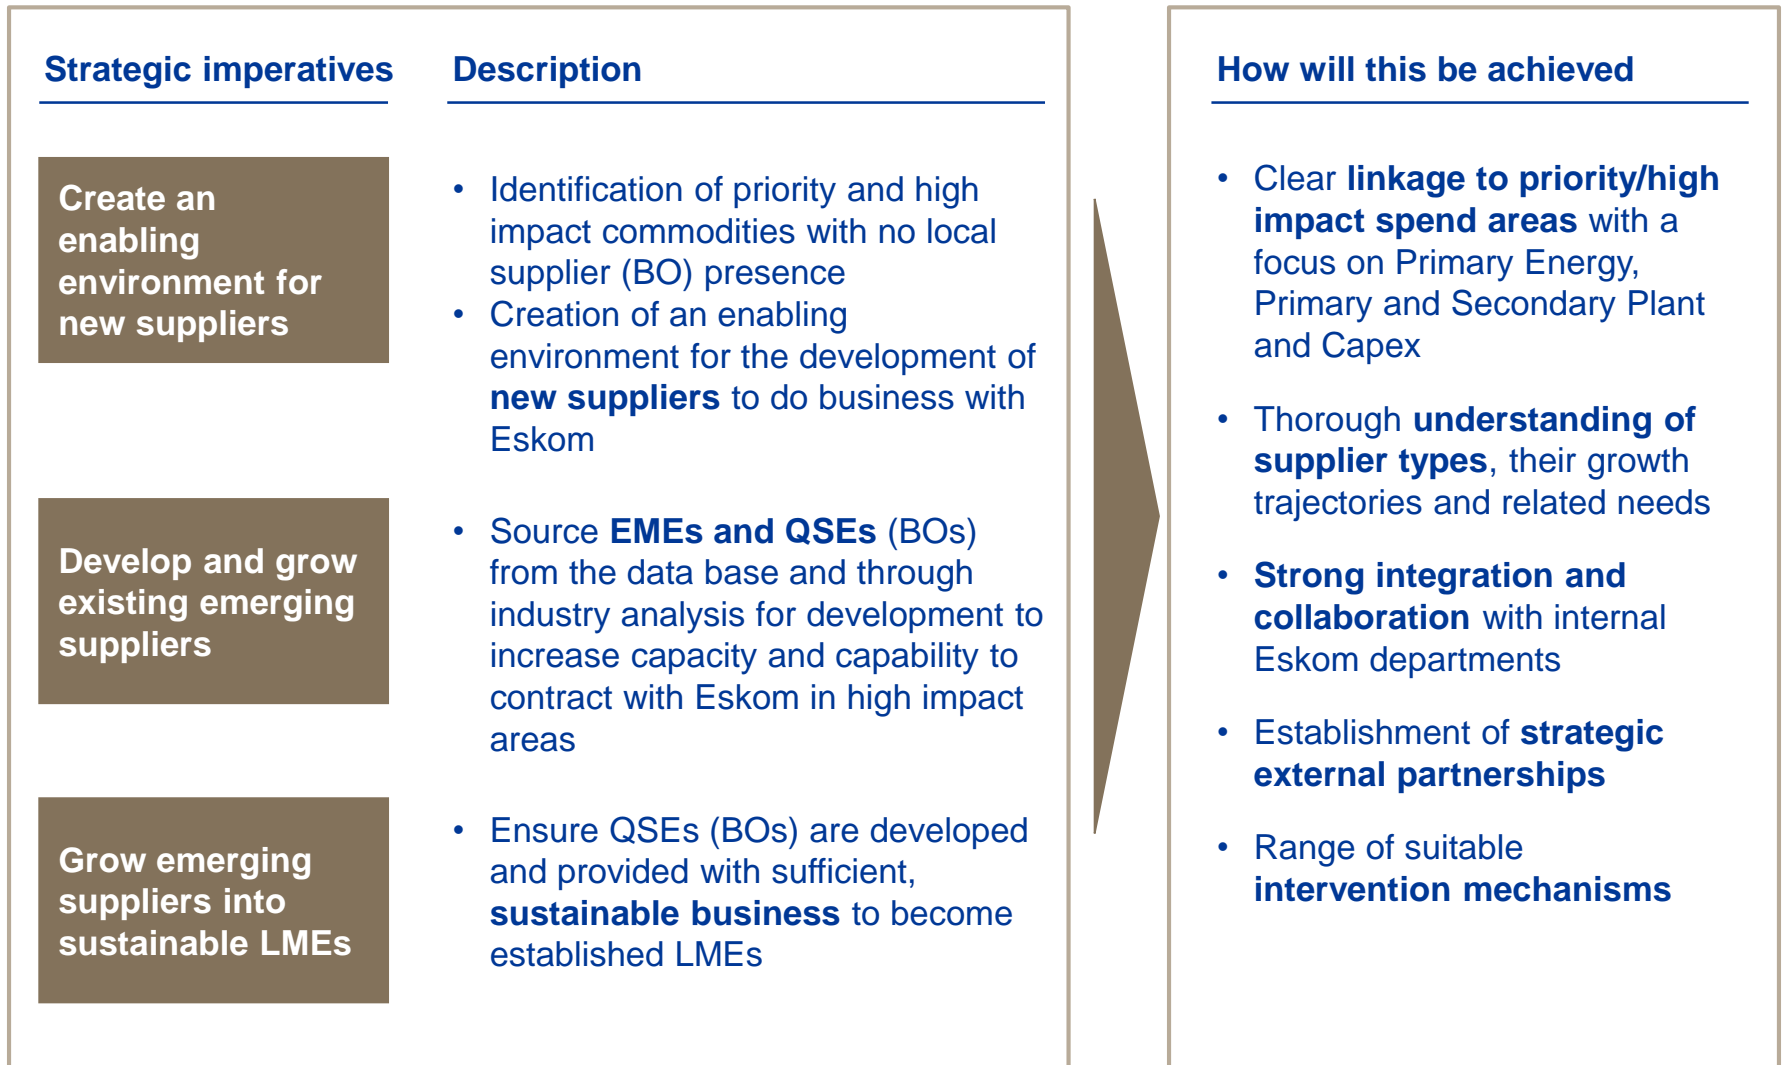 Strategic imperatives
Description
Create an
enabling
environment for
new suppliers
• Identification of priority and high
impact commodities with no local
supplier (BO) presence
• Creation of an enabling
environment for the development of
new suppliers to do business with
Eskom
Develop and grow
existing emerging
suppliers
• Source EMEs and QSEs (BOs)
from the data base and through
industry analysis for development to
increase capacity and capability to
contract with Eskom in high impact
areas
Grow emerging
suppliers into
sustainable LMEs
• Ensure QSEs (BOs) are developed
and provided with sufficient,
sustainable business to become
established LMEs
How will this be achieved
• Clear linkage to priority/high
impact spend areas with a
focus on Primary Energy,
Primary and Secondary Plant
and Capex
• Thorough understanding of
supplier types, their growth
trajectories and related needs
• Strong integration and
collaboration with internal
Eskom departments
• Establishment of strategic
external partnerships
• Range of suitable
intervention mechanisms